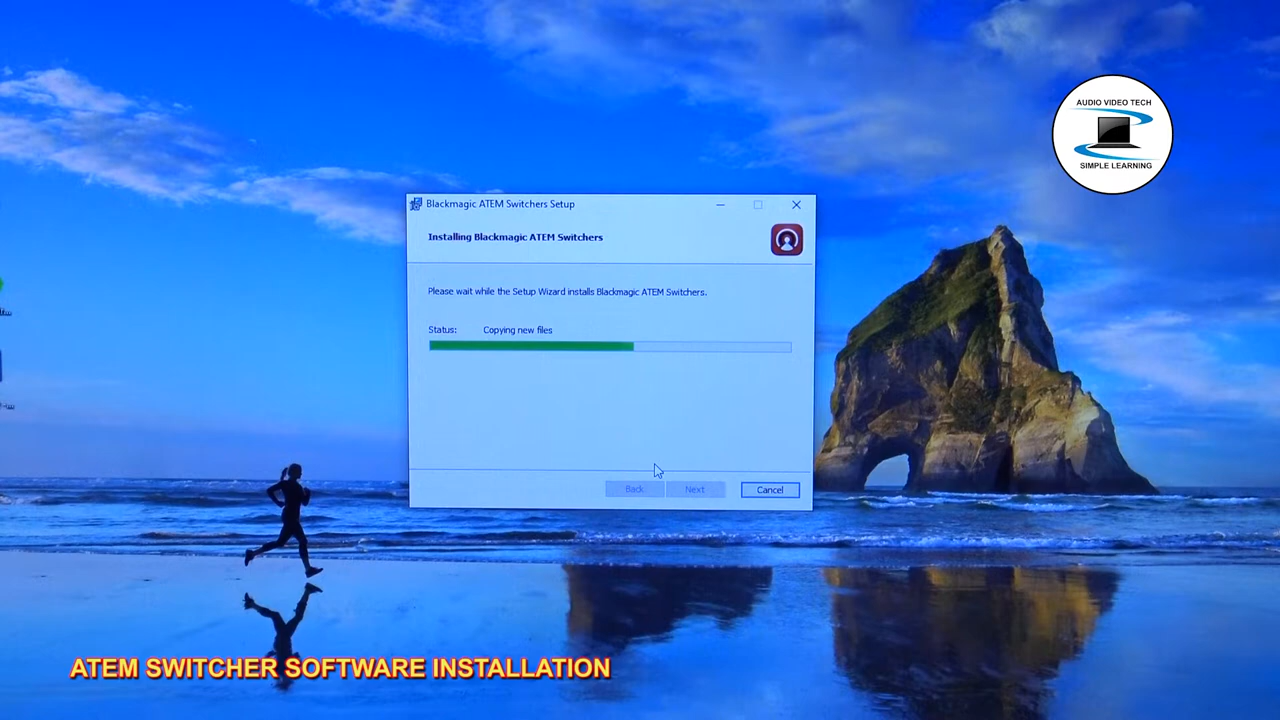 AUDIO VIDEO TECH
SIMPLE LEARNING
Blackmagic ATEM Switchers Setup
Installing Blackmagic ATEM Switchers
Please wait while the Setup Wizard installs Blackmagic ATEM Switchers.
Status: Copying new files
Back Next Cancel
ATEM SWITCHER SOFTWARE INSTALLATION